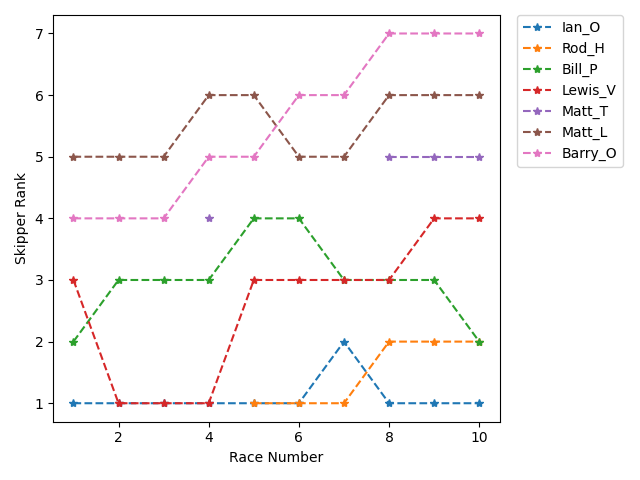 7
6
5
4
3
2
1
Skipper Rank
2 4 6 8 10
Race Number
Ian_O
Rod_H
Bill_P
Lewis_V
Matt_T
Matt_L
Barry_O